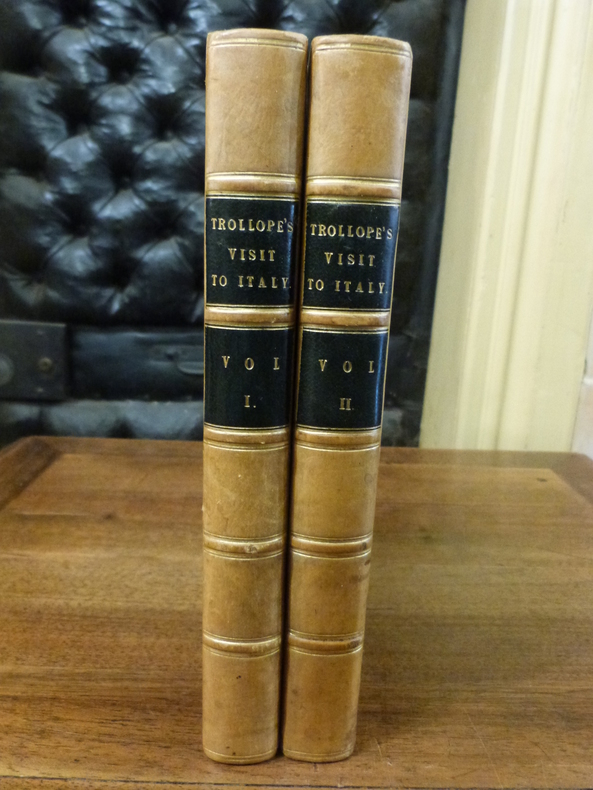 TROLLOPE'S
VISIT
TO ITALY.
VOL
I.
TROLLOPE'S
VISIT
TO ITALY.
VOL
II.